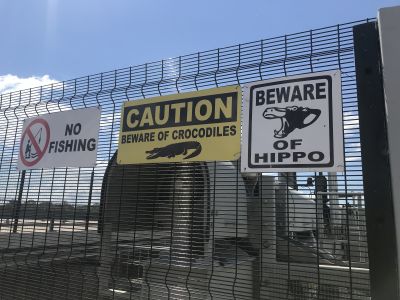 NO
FISHING
CAUTION
BEWARE OF CROCODILES
BEWARE
OF
HIPPO